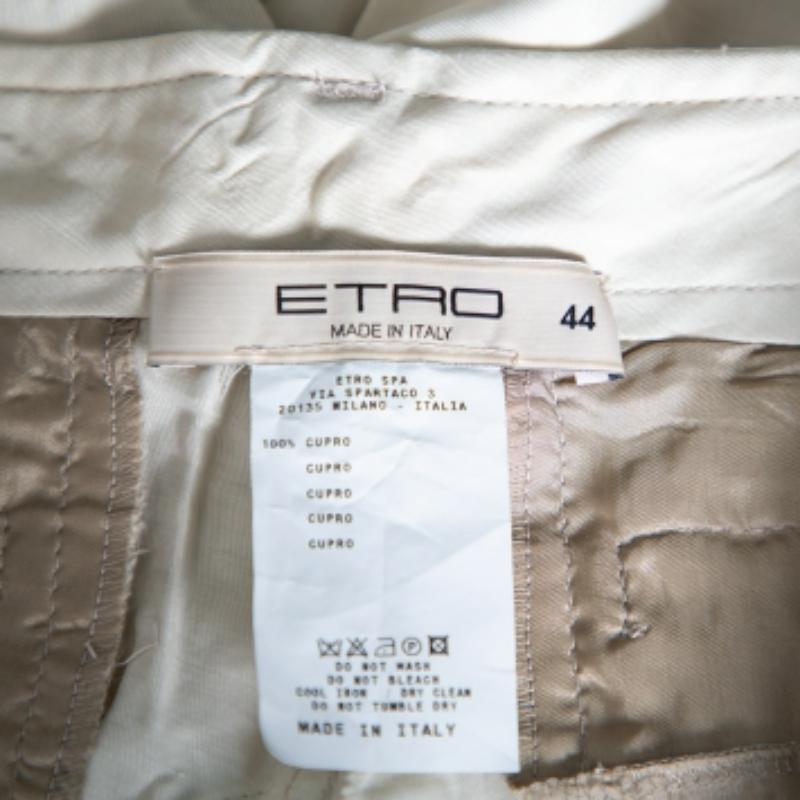 ETRO
MADE IN ITALY
44
ETRO SPA
VIA SPARTACO 3
20135 MILANO - ITALIA
100% CUPRO
CUPRO
CUPRO
CUPRO
CUPRO
DO NOT WASH
DO NOT BLEACH
COOL IRON / DRY CLEAN
DO NOT TUMBLE DRY
MADE IN ITALY